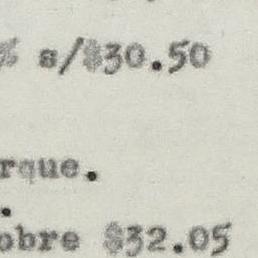 % s/$30.50
rque.
.
obre $32.05